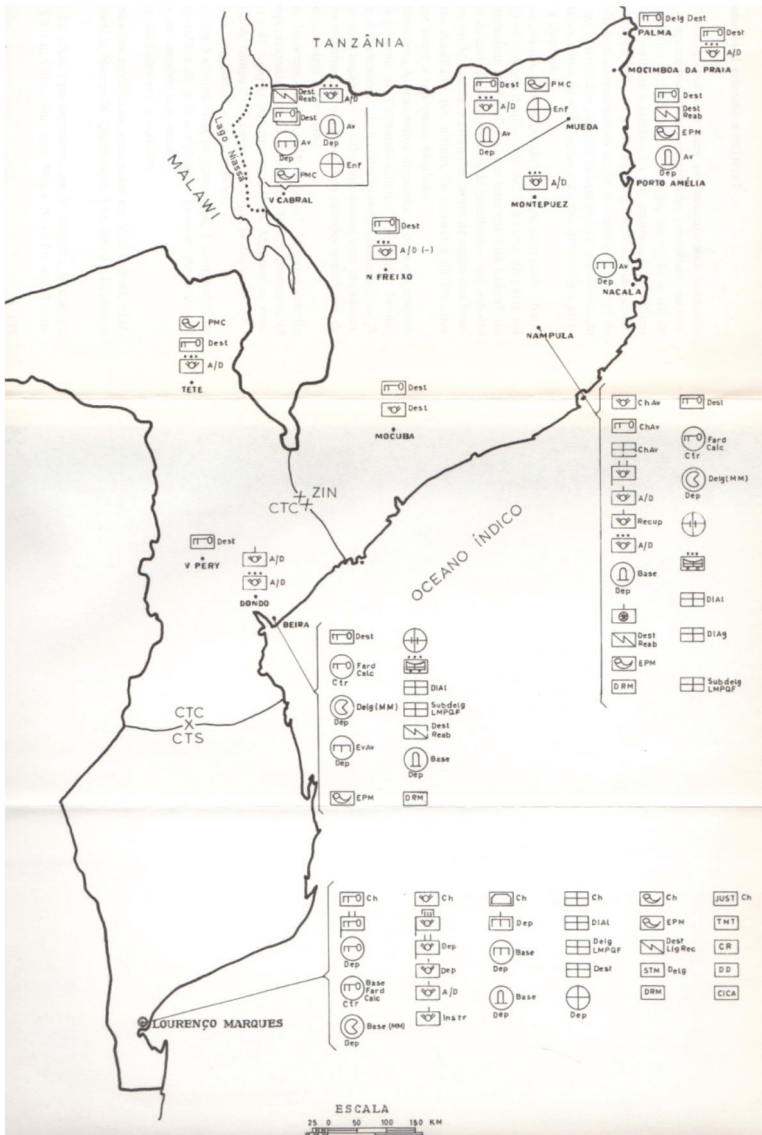 TANZÂNIA
Delg Dest
PALMA
Dest
A/D
MOCIMBOA DA PRAIA
Dest
Reab
A/D
Dest
Av
Dep
Av
Dep
Enf
PMC
V CABRAL
Lago Niassa
MALAWI
Dest
PMC
A/D
Enf
Av
Dep
MUEDA
Dest
Dest
Reab
EPM
Av
Dep
PORTO AMÉLIA
A/D
MONTEPUEZ
Dest
A/D (-)
N FREIXO
Av
Dep
NACALA
NAMPULA
PMC
Dest
A/D
TETE
Dest
Dest
MOCUBA
ZIN
CTC
OCEANO ÍNDICO
Dest
V PERY
A/D
A/D
DONDO
BEIRA
ChAv
ChAv
ChAv
A/D
Recup
A/D
Base
Dep
Dest
Reab
EPM
DRM
Dest
Fard
Calc
Ctr
Delg(MM)
Dep
DIAl
DIAg
Subdelg
LMPQF
Dest
Fard
Calc
Ctr
Delg(MM)
Dep
EvAv
Dep
EPM
DIAl
Subdelg
LMPQF
Dest
Reab
Base
Dep
DRM
CTC
CTS
LOURENÇO MARQUES
Ch
Dep
Base
Fard
Calc
Ctr
Base (MM)
Dep
Ch
Dep
Dep
A/D
Instr
Ch
Dep
Base
Dep
Base
Dep
Ch
DIAl
Delg
LMPQF
Dest
Dep
Ch
EPM
Dest
LigRec
STM Delg
DRM
JUST Ch
TMT
CR
DD
CICA
ESCALA
25 0 50 100 150 KM